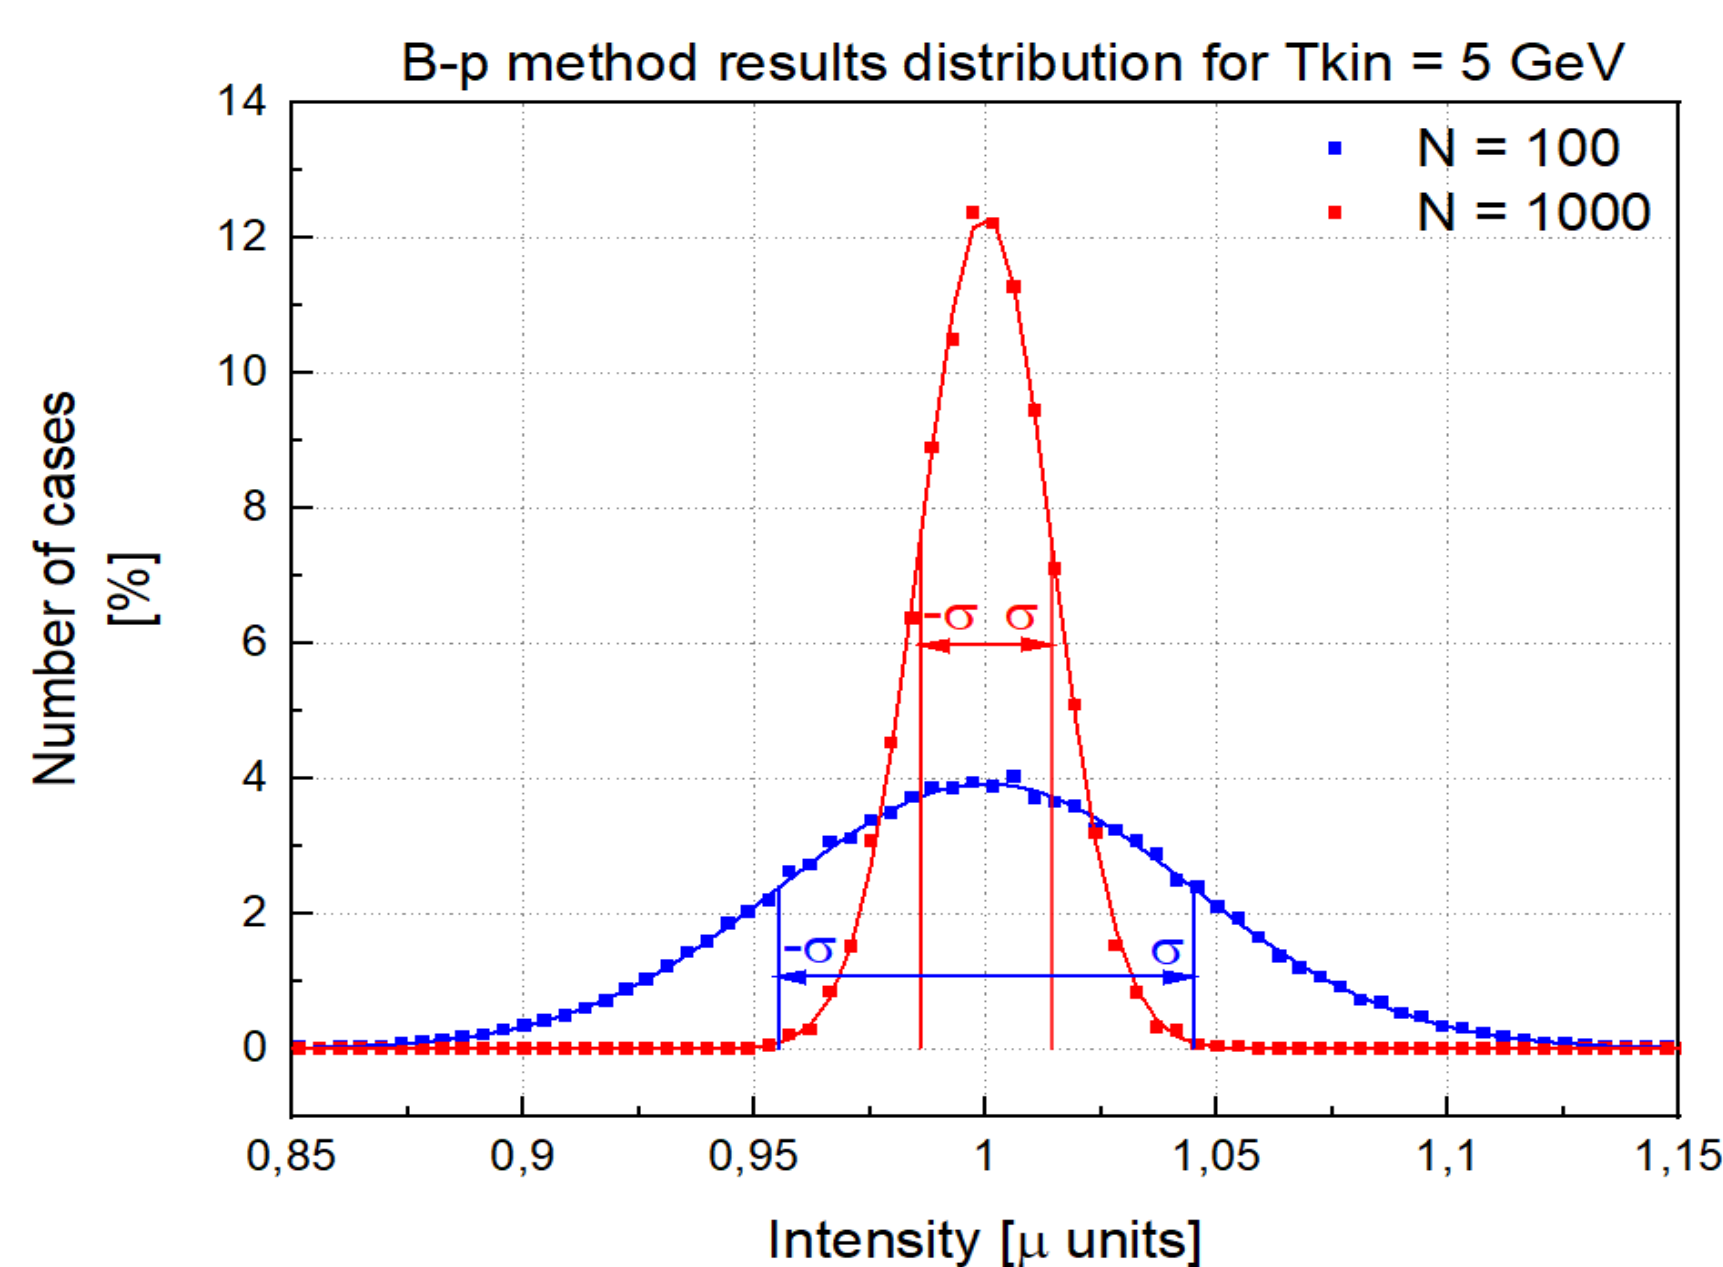 B-p method results distribution for Tkin = 5 GeV
N = 100
N = 1000
Number of cases
[%]
14
12
10
8
6
4
2
0
-σ σ
-σ σ
0,85 0,9 0,95 1 1,05 1,1 1,15
Intensity [μ units]